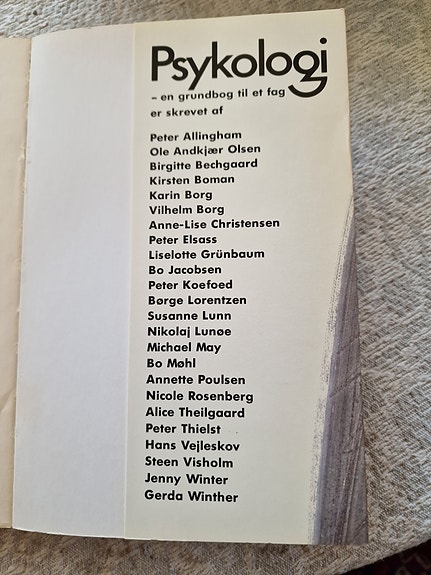 Psykologi
– en grundbog til et fag
er skrevet af
Peter Allingham
Ole Andkjær Olsen
Birgitte Bechgaard
Kirsten Boman
Karin Borg
Vilhelm Borg
Anne-Lise Christensen
Peter Elsass
Liselotte Grünbaum
Bo Jacobsen
Peter Koefoed
Børge Lorentzen
Susanne Lunn
Nikolaj Lunøe
Michael May
Bo Møhl
Annette Poulsen
Nicole Rosenberg
Alice Theilgaard
Peter Thielst
Hans Vejleskov
Steen Visholm
Jenny Winter
Gerda Winther